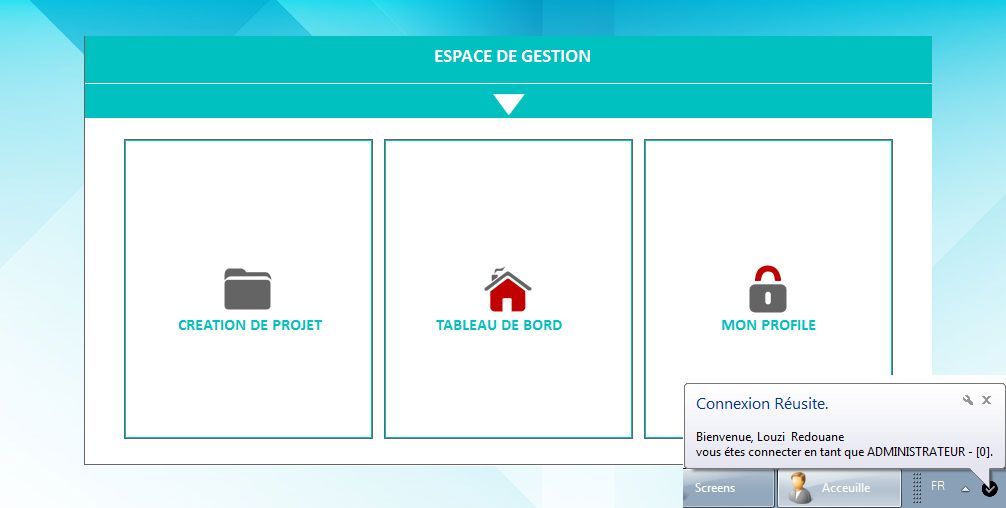 ESPACE DE GESTION
CREATION DE PROJET
TABLEAU DE BORD
MON PROFILE
Connexion Réusite.
Bienvenue, Louzi Redouane
vous étes connecter en tant que ADMINISTRATEUR - [0].
Screens
Acceuille
FR